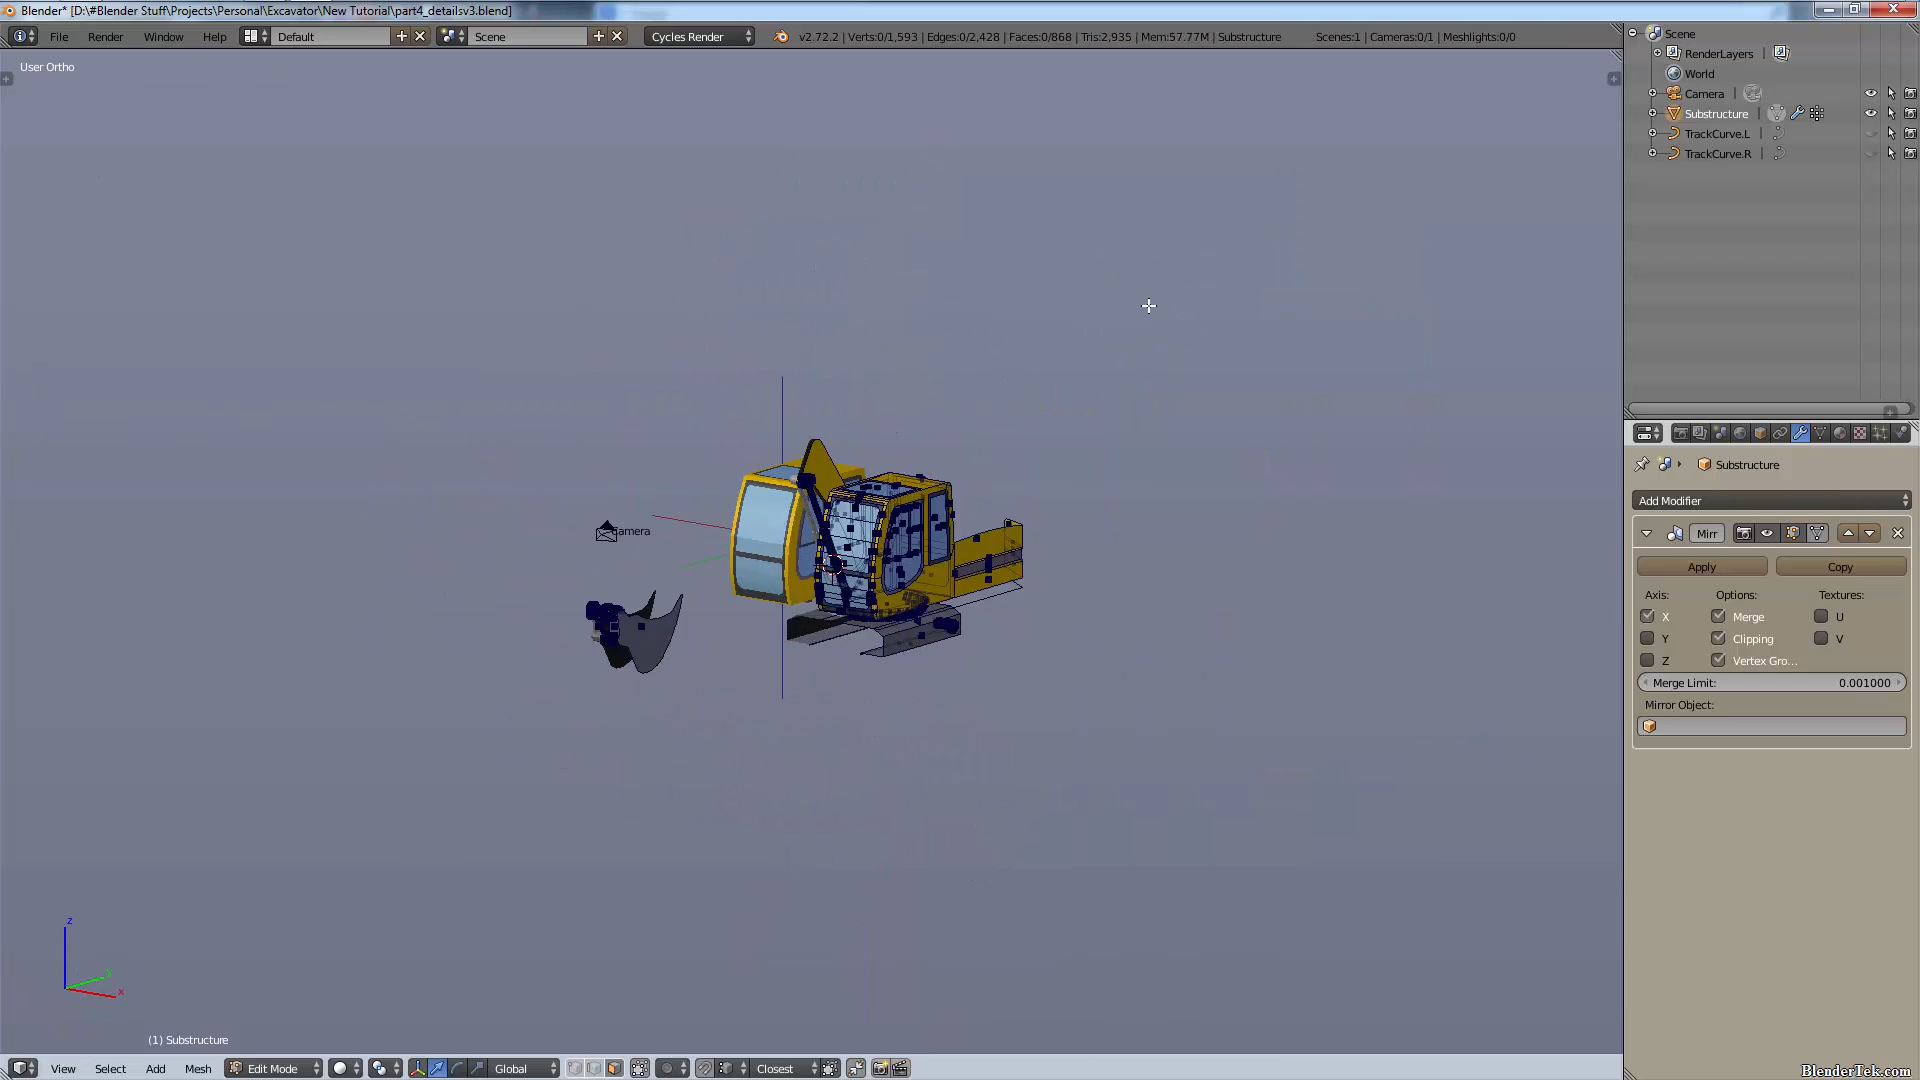 Blender* [D:\#Blender Stuff\Projects\Personal\Excavator\New Tutorial\part4_detailsv3.blend]
File Render Window Help Default Scene Cycles Render v2.72.2 | Verts:0/1,593 | Edges:0/2,428 | Faces:0/868 | Tris:2,935 | Mem:57.77M | Substructure Scenes:1 | Cameras:0/1 | Meshlights:0/0
User Ortho
Scene
RenderLayers
World
Camera
Substructure
TrackCurve.L
TrackCurve.R
Substructure
Add Modifier
Mirr
Apply Copy
Axis: Options: Textures:
X Merge U
Y Clipping V
Z Vertex Gro...
Merge Limit: 0.001000
Mirror Object:
Camera
z
y
x
(1) Substructure
View Select Add Mesh Edit Mode Global Closest
BlenderTek.com